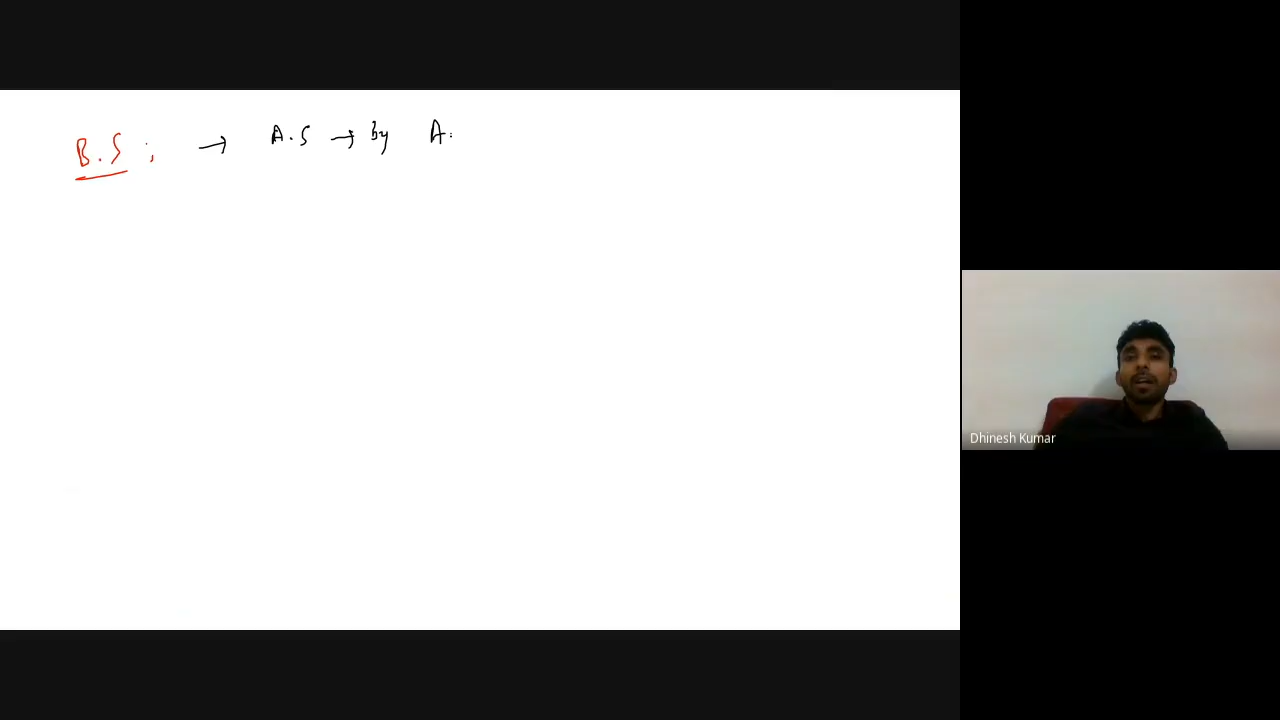 B.S : → A.S → by A.
Dhinesh Kumar